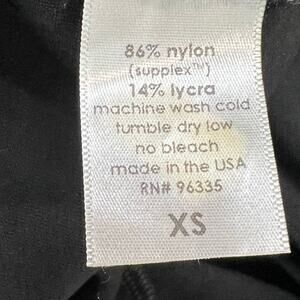 86% nylon
(supplex™)
14% lycra
machine wash cold
tumble dry low
no bleach
made in the USA
RN# 96335
XS